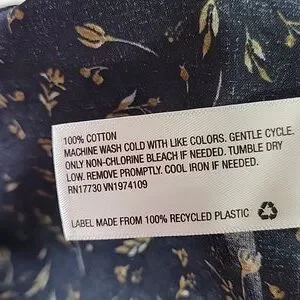 100% COTTON
MACHINE WASH COLD WITH LIKE COLORS. GENTLE CYCLE.
ONLY NON-CHLORINE BLEACH IF NEEDED. TUMBLE DRY
LOW. REMOVE PROMPTLY. COOL IRON IF NEEDED.
RN17730 VN1974109
LABEL MADE FROM 100% RECYCLED PLASTIC